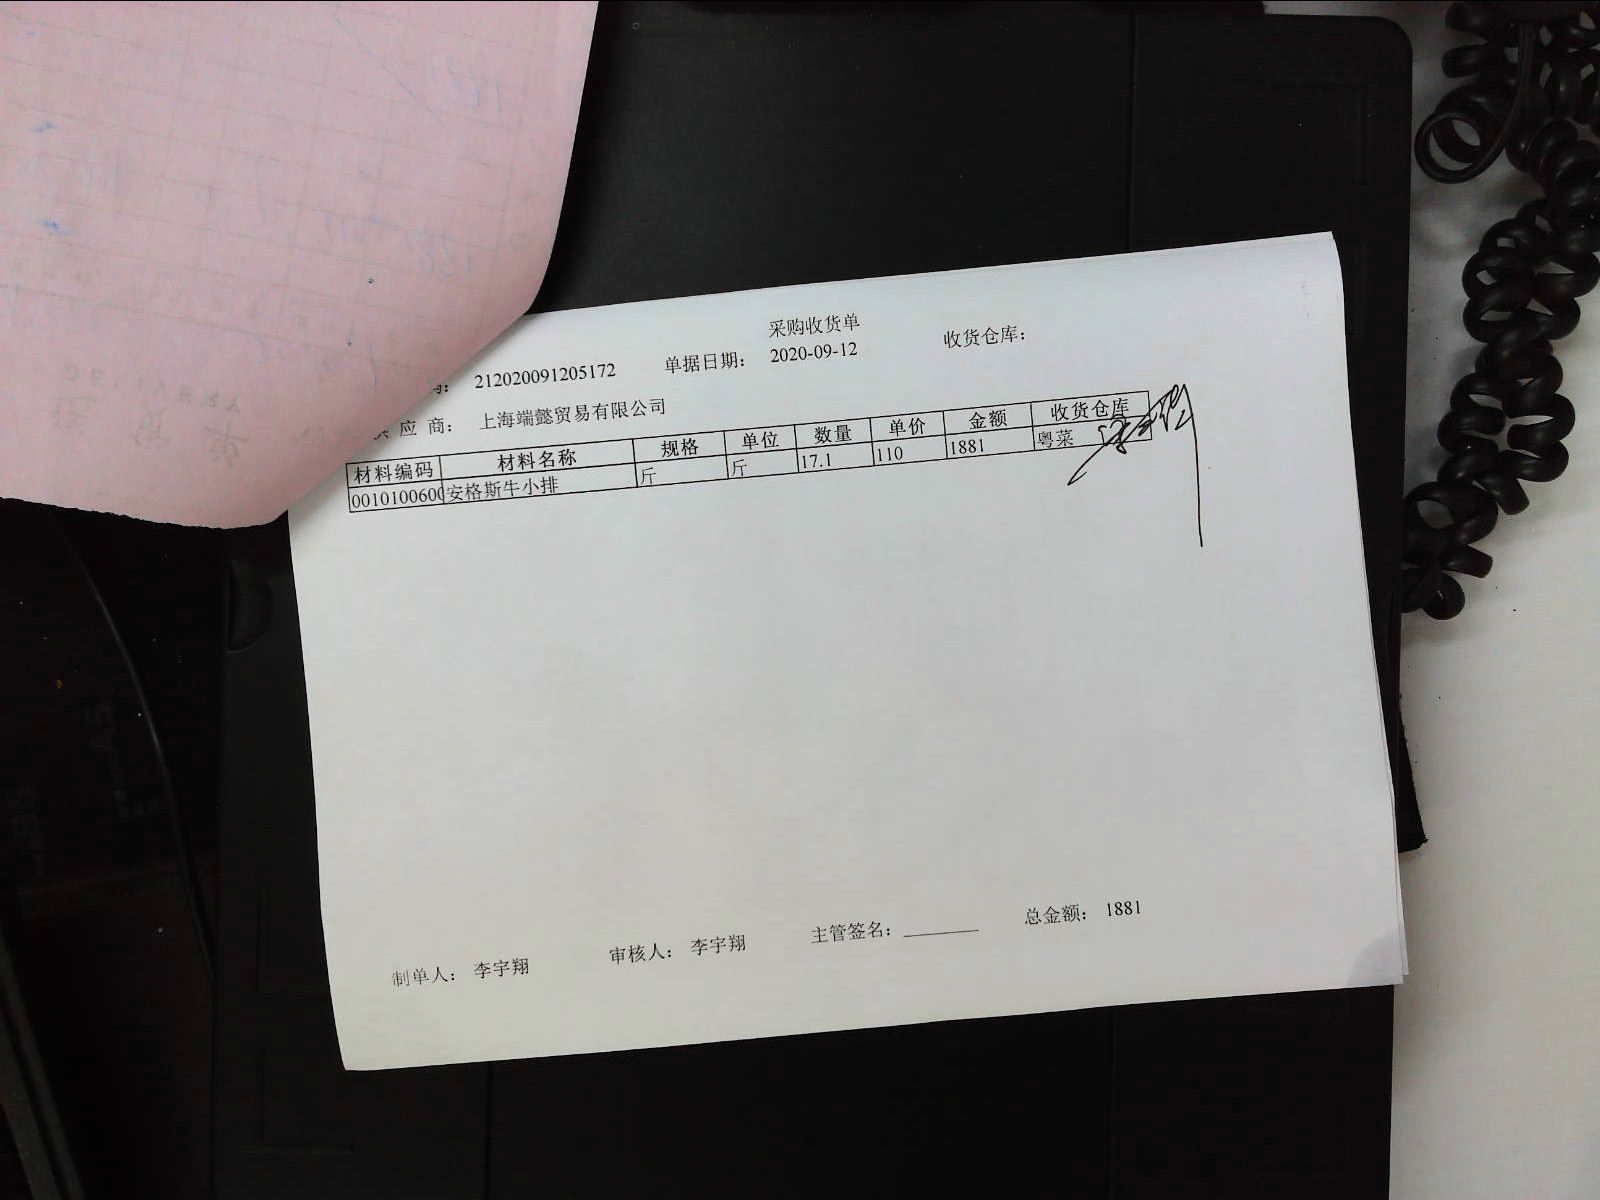 采购收货单
212020091205172 单据日期： 2020-09-12 收货仓库：
应 商： 上海端懿贸易有限公司
材料编码 材料名称 规格 单位 数量 单价 金额 收货仓库
0010100600 安格斯牛小排 斤 斤 17.1 110 1881 粤菜
制单人： 李宇翔 审核人： 李宇翔 主管签名： 总金额： 1881
DELIVERY